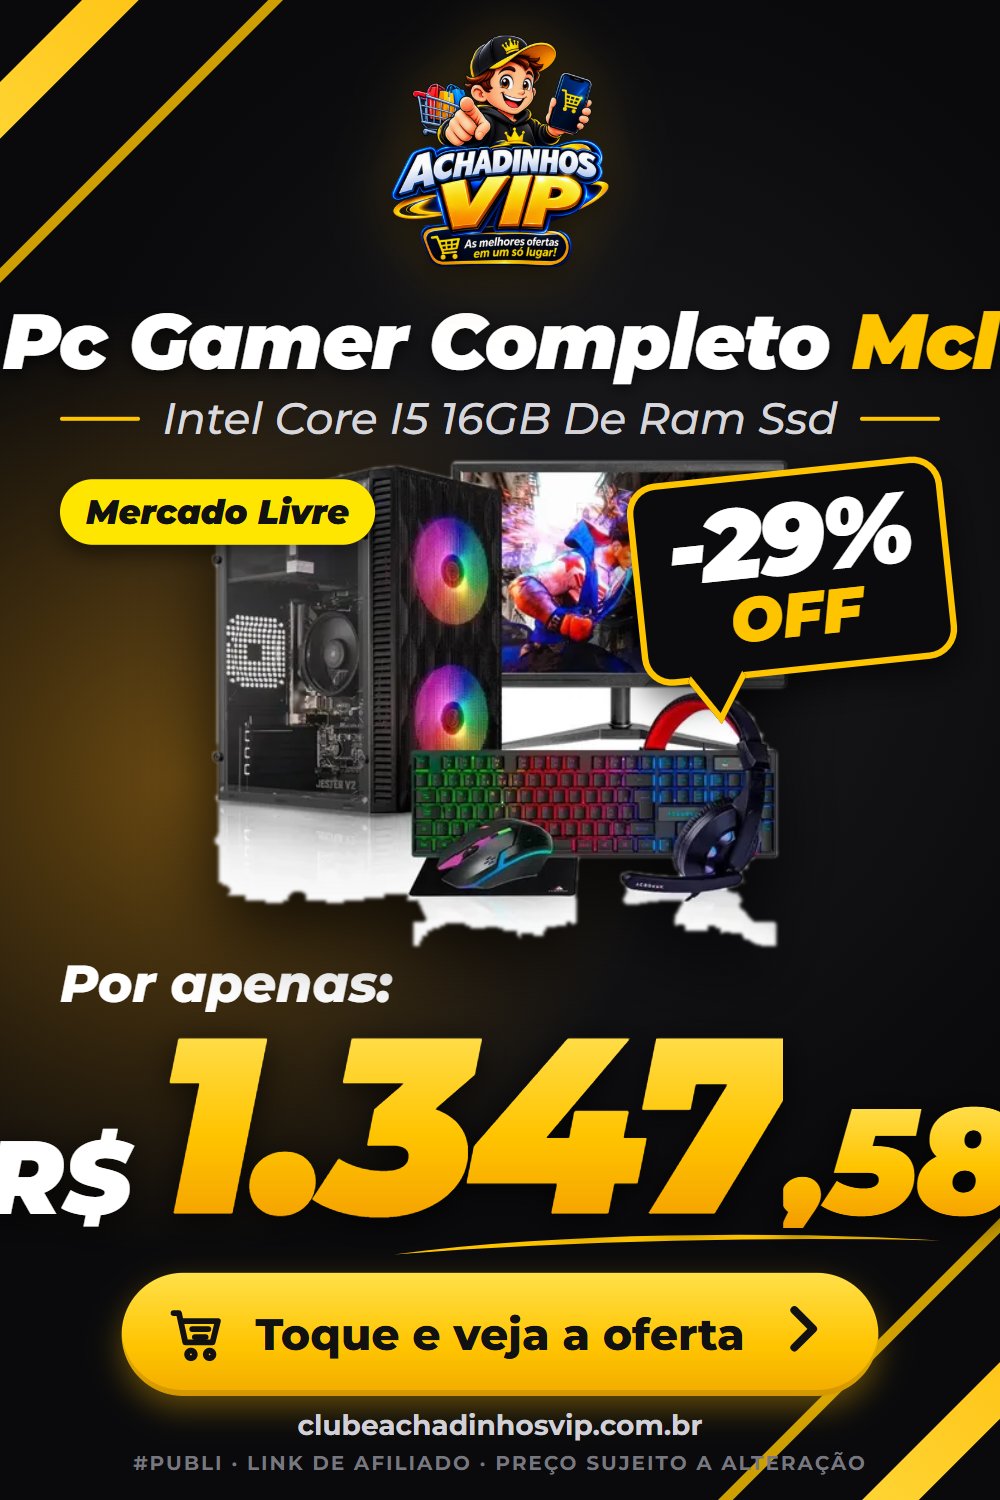 ACHADINHOS
VIP
As melhores ofertas
em um só lugar!
Pc Gamer Completo Mcl
Intel Core I5 16GB De Ram Ssd
Mercado Livre
-29%
OFF
JESTER V2
Por apenas:
R$ 1.347,58
Toque e veja a oferta
clubeachadinhosvip.com.br
#PUBLI · LINK DE AFILIADO · PREÇO SUJEITO A ALTERAÇÃO